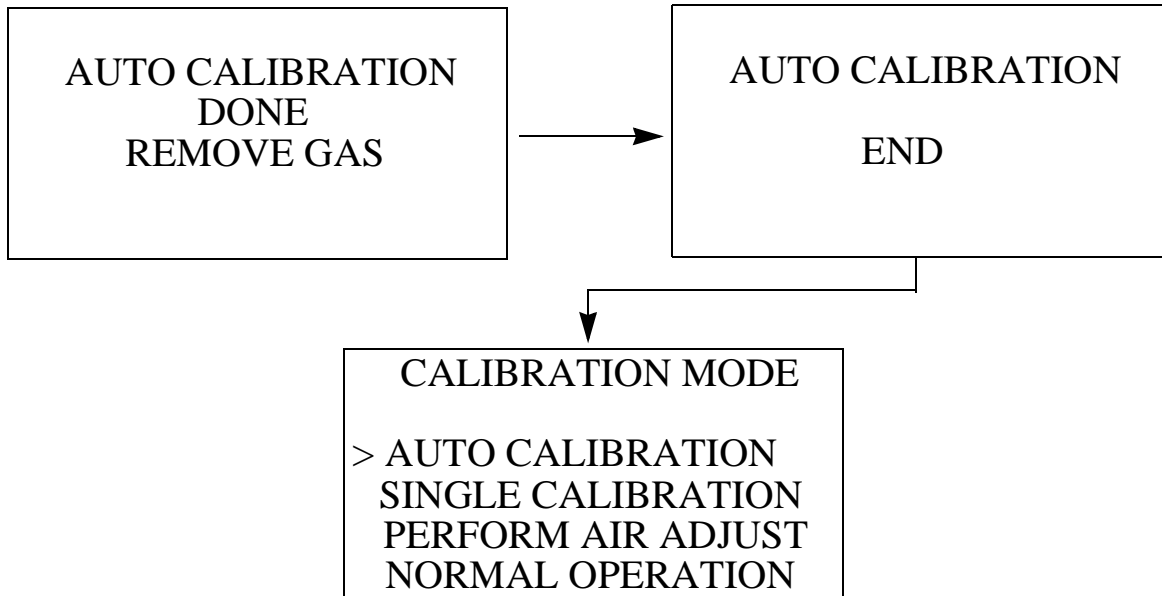 AUTO CALIBRATION
DONE
REMOVE GAS
AUTO CALIBRATION
END
CALIBRATION MODE
> AUTO CALIBRATION
SINGLE CALIBRATION
PERFORM AIR ADJUST
NORMAL OPERATION